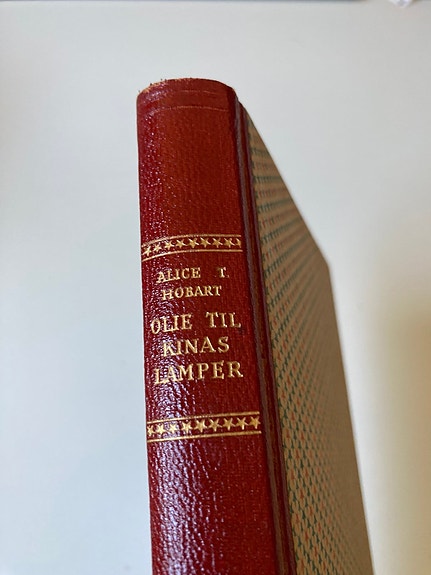 ALICE T.
HOBART
OLIE TIL
KINAS
LAMPER